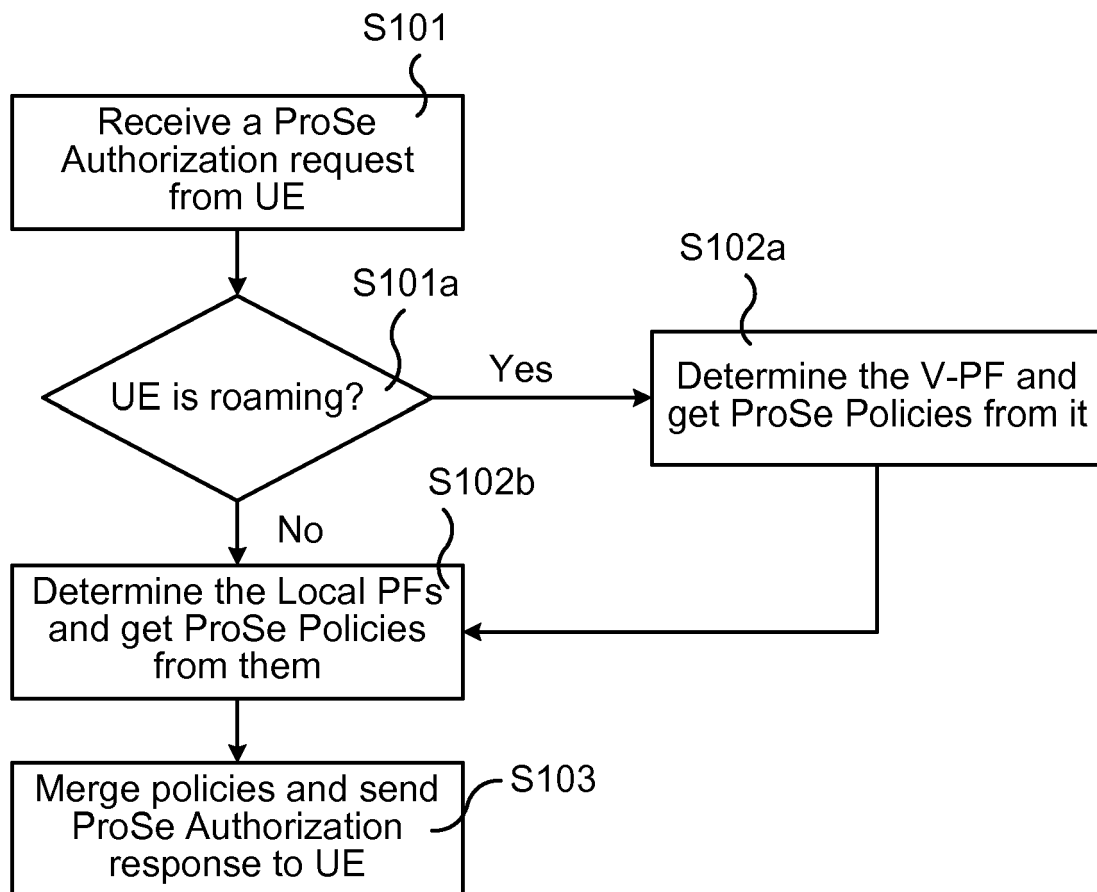 S101
Receive a ProSe
Authorization request
from UE
S101a
UE is roaming?
Yes
S102a
Determine the V-PF and
get ProSe Policies from it
No
S102b
Determine the Local PFs
and get ProSe Policies
from them
S103
Merge policies and send
ProSe Authorization
response to UE